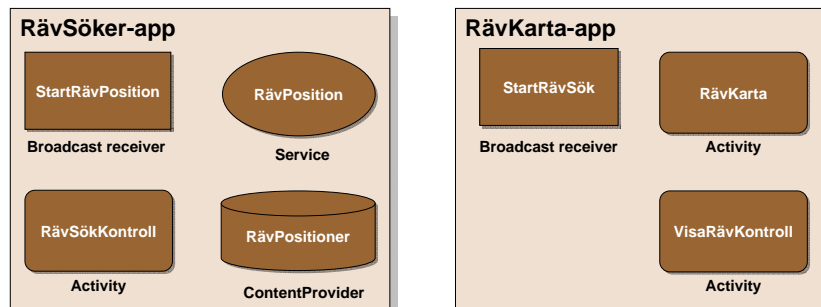 RävSöker-app
StartRävPosition
Broadcast receiver
RävPosition
Service
RävSökKontroll
Activity
RävPositioner
ContentProvider
RävKarta-app
StartRävSök
Broadcast receiver
RävKarta
Activity
VisaRävKontroll
Activity